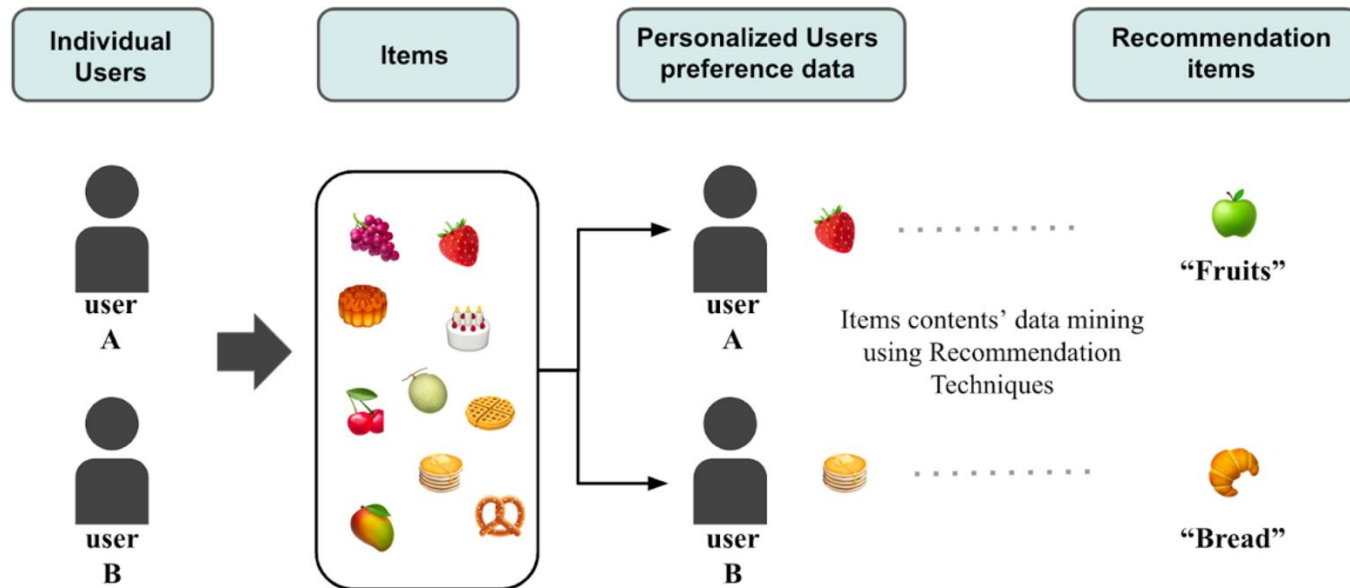 Individual
Users
Items
Personalized Users
preference data
Recommendation
items
user
A
user
B
user
A
user
B
Items contents’ data mining
using Recommendation
Techniques
“Fruits”
“Bread”